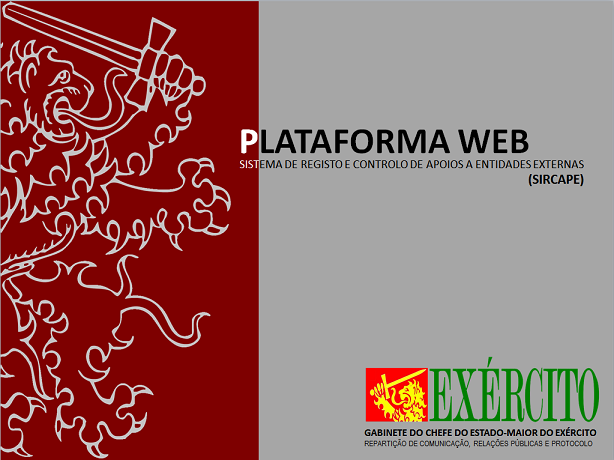 PLATAFORMA WEB
SISTEMA DE REGISTO E CONTROLO DE APOIOS A ENTIDADES EXTERNAS
(SIRCAPE)
EXÉRCITO
GABINETE DO CHEFE DO ESTADO-MAIOR DO EXÉRCITO
REPARTIÇÃO DE COMUNICAÇÃO, RELAÇÕES PÚBLICAS E PROTOCOLO